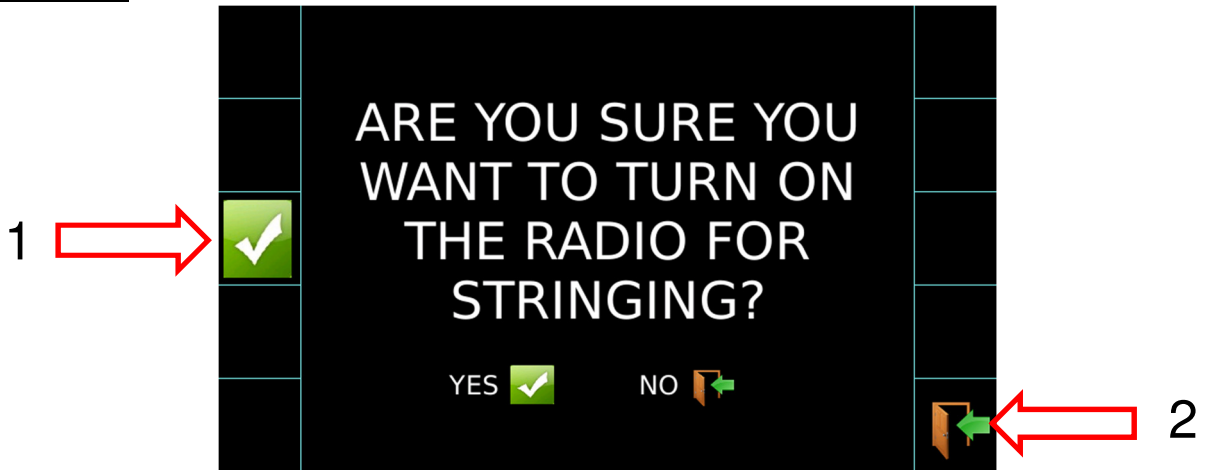 ARE YOU SURE YOU
WANT TO TURN ON
THE RADIO FOR
STRINGING?
1
YES NO
2